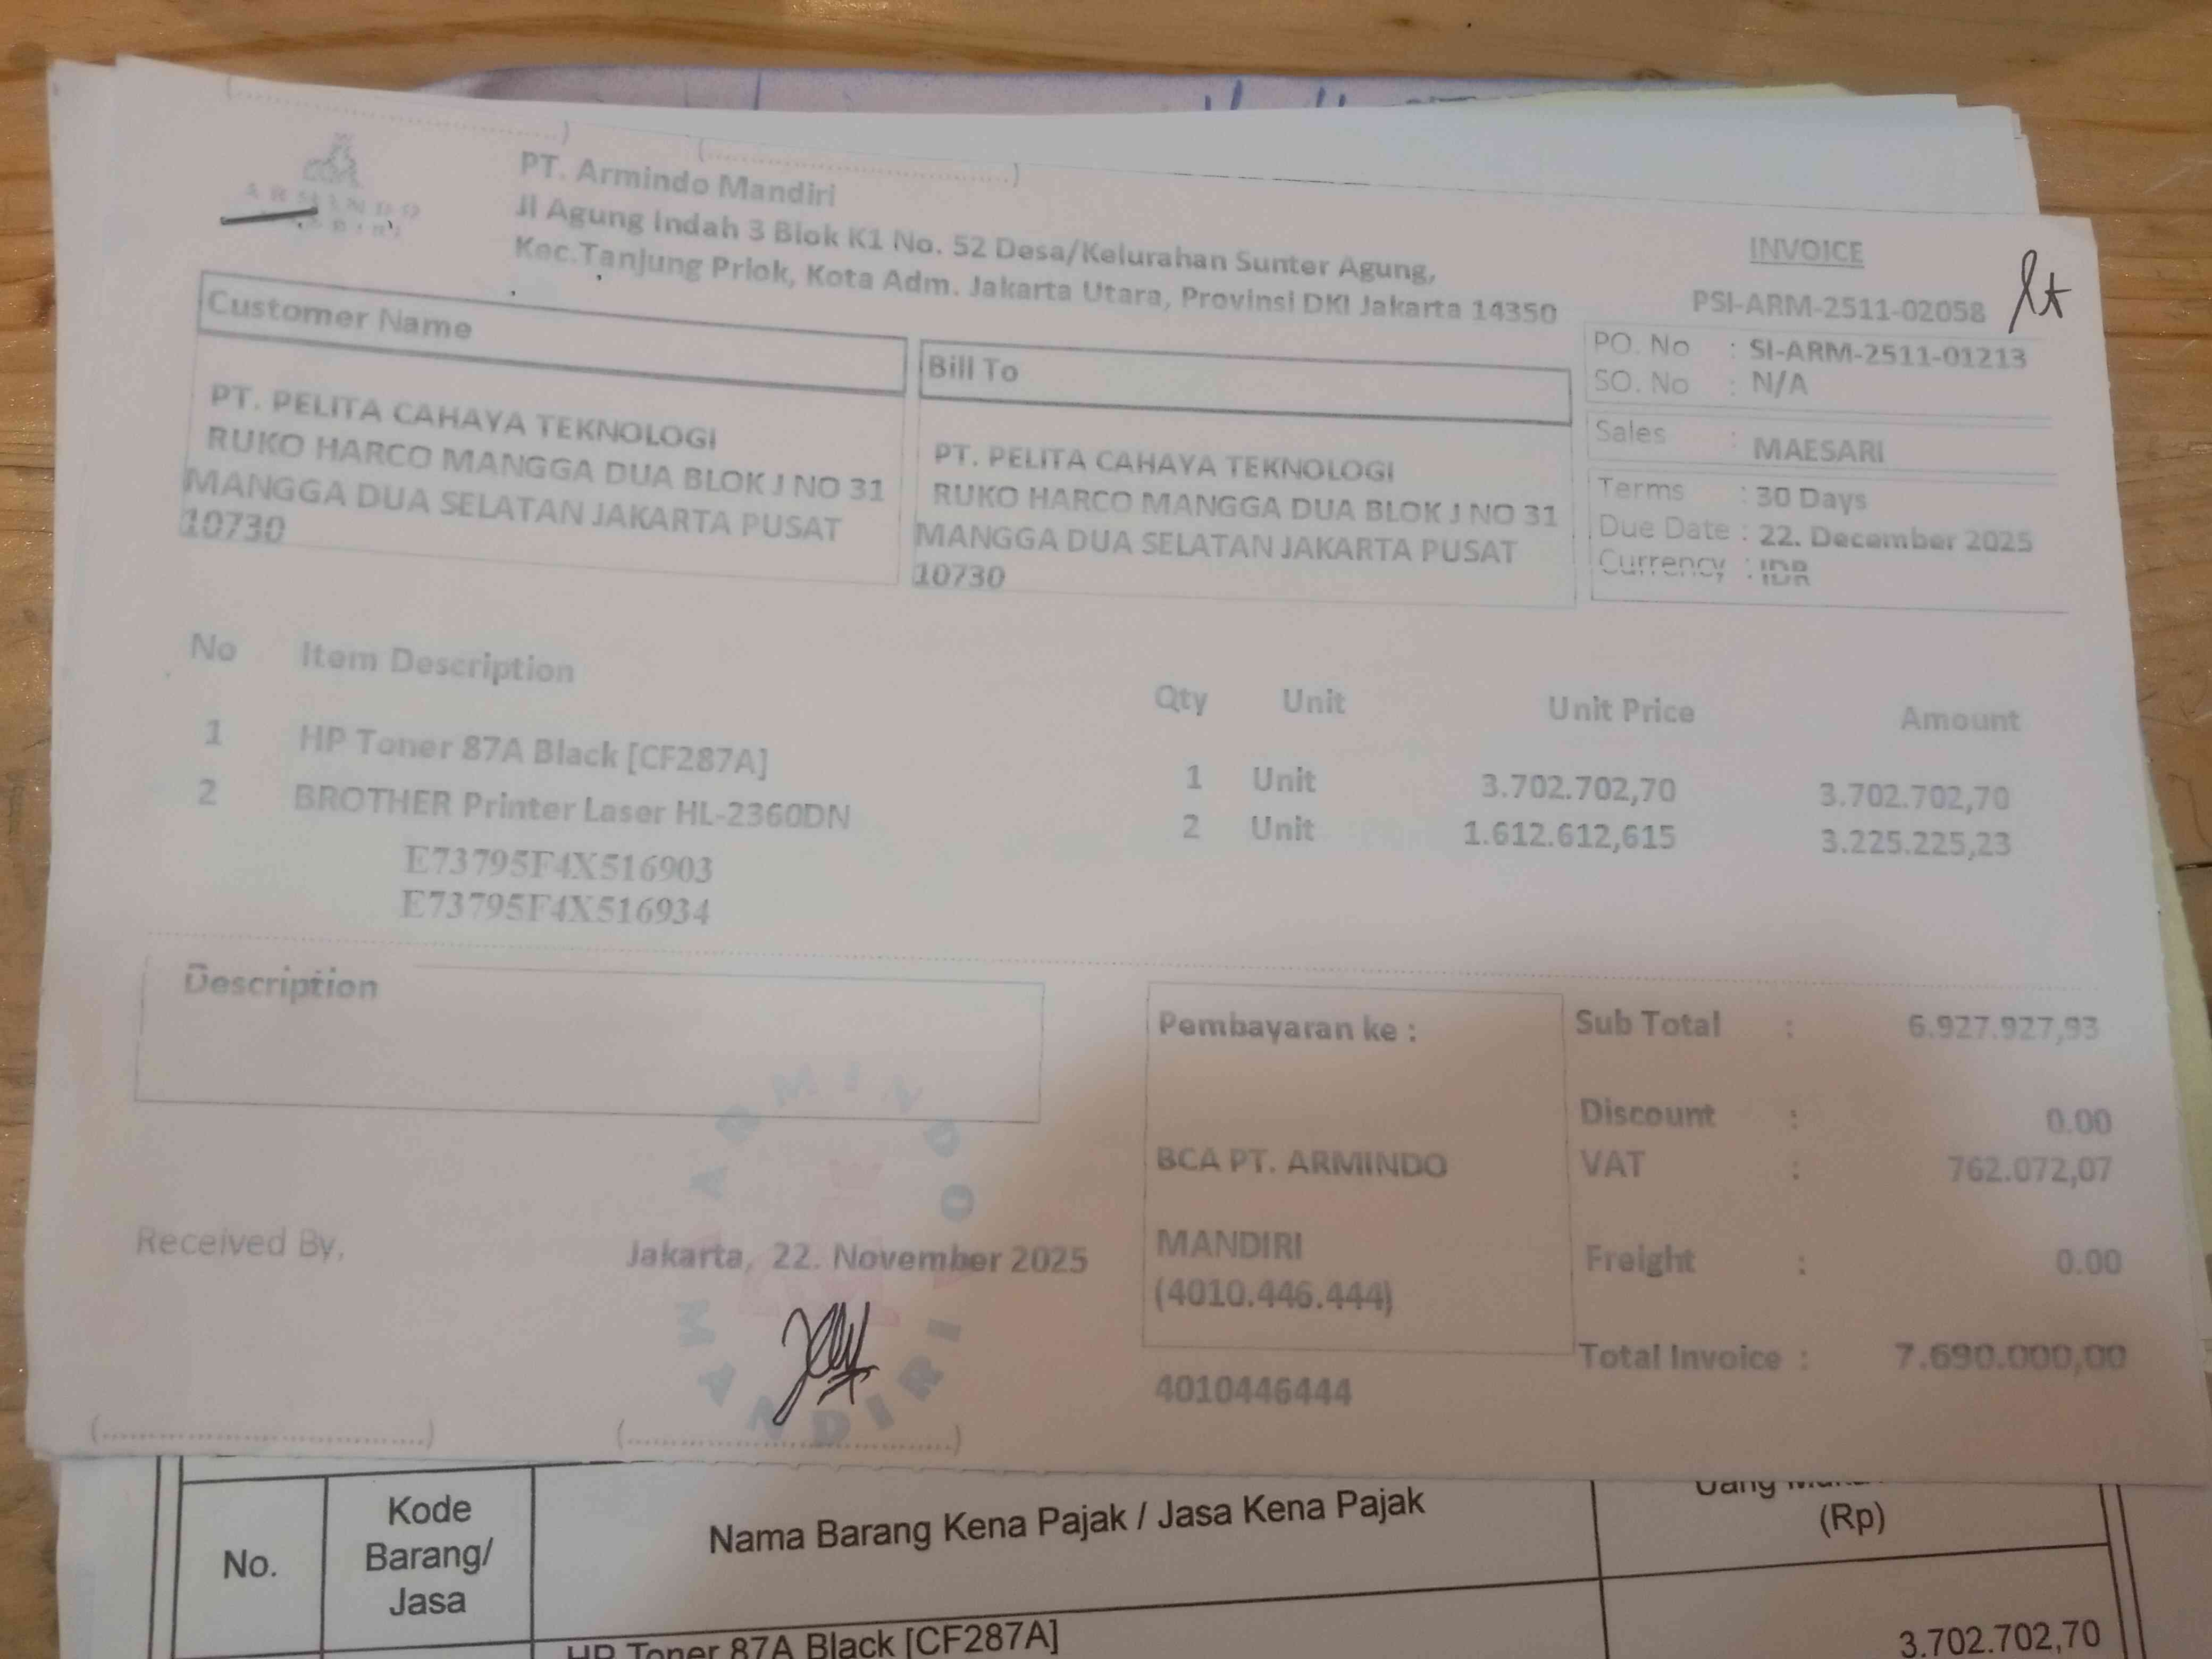 ARMINDO
MANDIRI
PT. Armindo Mandiri
Jl Agung Indah 3 Blok K1 No. 52 Desa/Kelurahan Sunter Agung,
Kec.Tanjung Priok, Kota Adm. Jakarta Utara, Provinsi DKI Jakarta 14350
INVOICE
PSI-ARM-2511-02058
PO. No : SI-ARM-2511-01213
SO. No : N/A
Sales : MAESARI
Terms : 30 Days
Due Date : 22. December 2025
Currency : IDR
Customer Name
PT. PELITA CAHAYA TEKNOLOGI
RUKO HARCO MANGGA DUA BLOK J NO 31
MANGGA DUA SELATAN JAKARTA PUSAT
10730
Bill To
PT. PELITA CAHAYA TEKNOLOGI
RUKO HARCO MANGGA DUA BLOK J NO 31
MANGGA DUA SELATAN JAKARTA PUSAT
10730
No Item Description Qty Unit Unit Price Amount
1 HP Toner 87A Black [CF287A] 1 Unit 3.702.702,70 3.702.702,70
2 BROTHER Printer Laser HL-2360DN 2 Unit 1.612.612,615 3.225.225,23
E73795F4X516903
E73795F4X516934
Description
Pembayaran ke :
BCA PT. ARMINDO
MANDIRI
(4010.446.444)
4010446444
Sub Total : 6.927.927,93
Discount : 0.00
VAT : 762.072,07
Freight : 0.00
Total Invoice : 7.690.000,00
Received By,
Jakarta, 22. November 2025
ARMINDO
MANDIRI
No.
Kode
Barang/
Jasa
Nama Barang Kena Pajak / Jasa Kena Pajak
Uang
(Rp)
HP Toner 87A Black [CF287A] 3.702.702,70